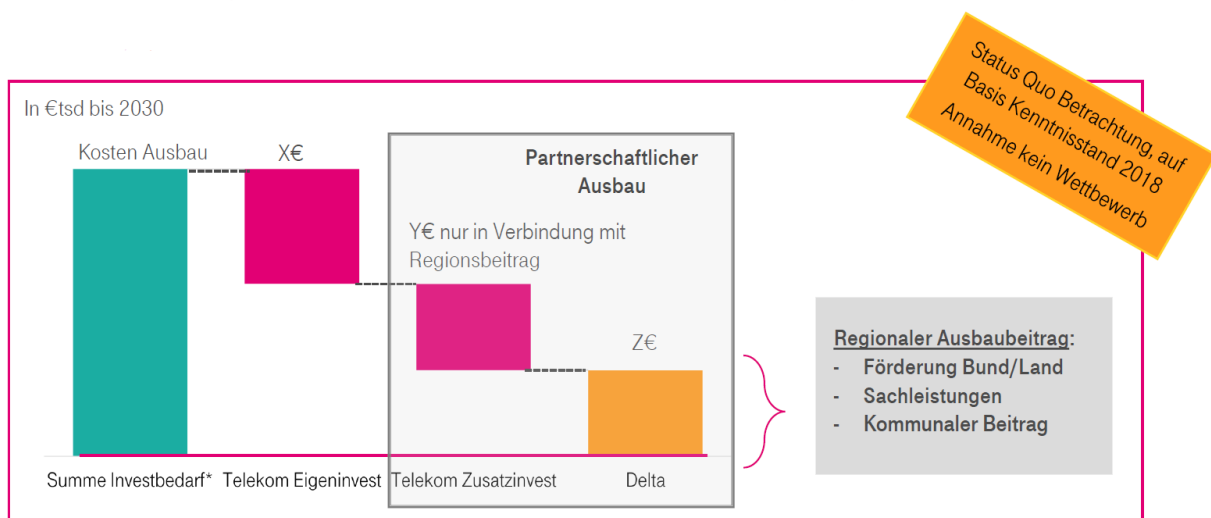 Status Quo Betrachtung, auf
Basis Kenntnisstand 2018
Annahme kein Wettbewerb
In €tsd bis 2030
Kosten Ausbau
X€
Partnerschaftlicher
Ausbau
Y€ nur in Verbindung mit
Regionsbeitrag
Z€
Regionaler Ausbaubeitrag:
- Förderung Bund/Land
- Sachleistungen
- Kommunaler Beitrag
Summe Investbedarf*
Telekom Eigeninvest
Telekom Zusatzinvest
Delta